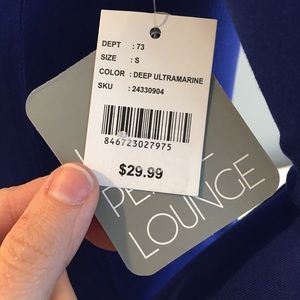 DEPT : 73
SIZE : S
COLOR : DEEP ULTRAMARINE
SKU : 24330904
846723027975
$29.99
LOUNGE